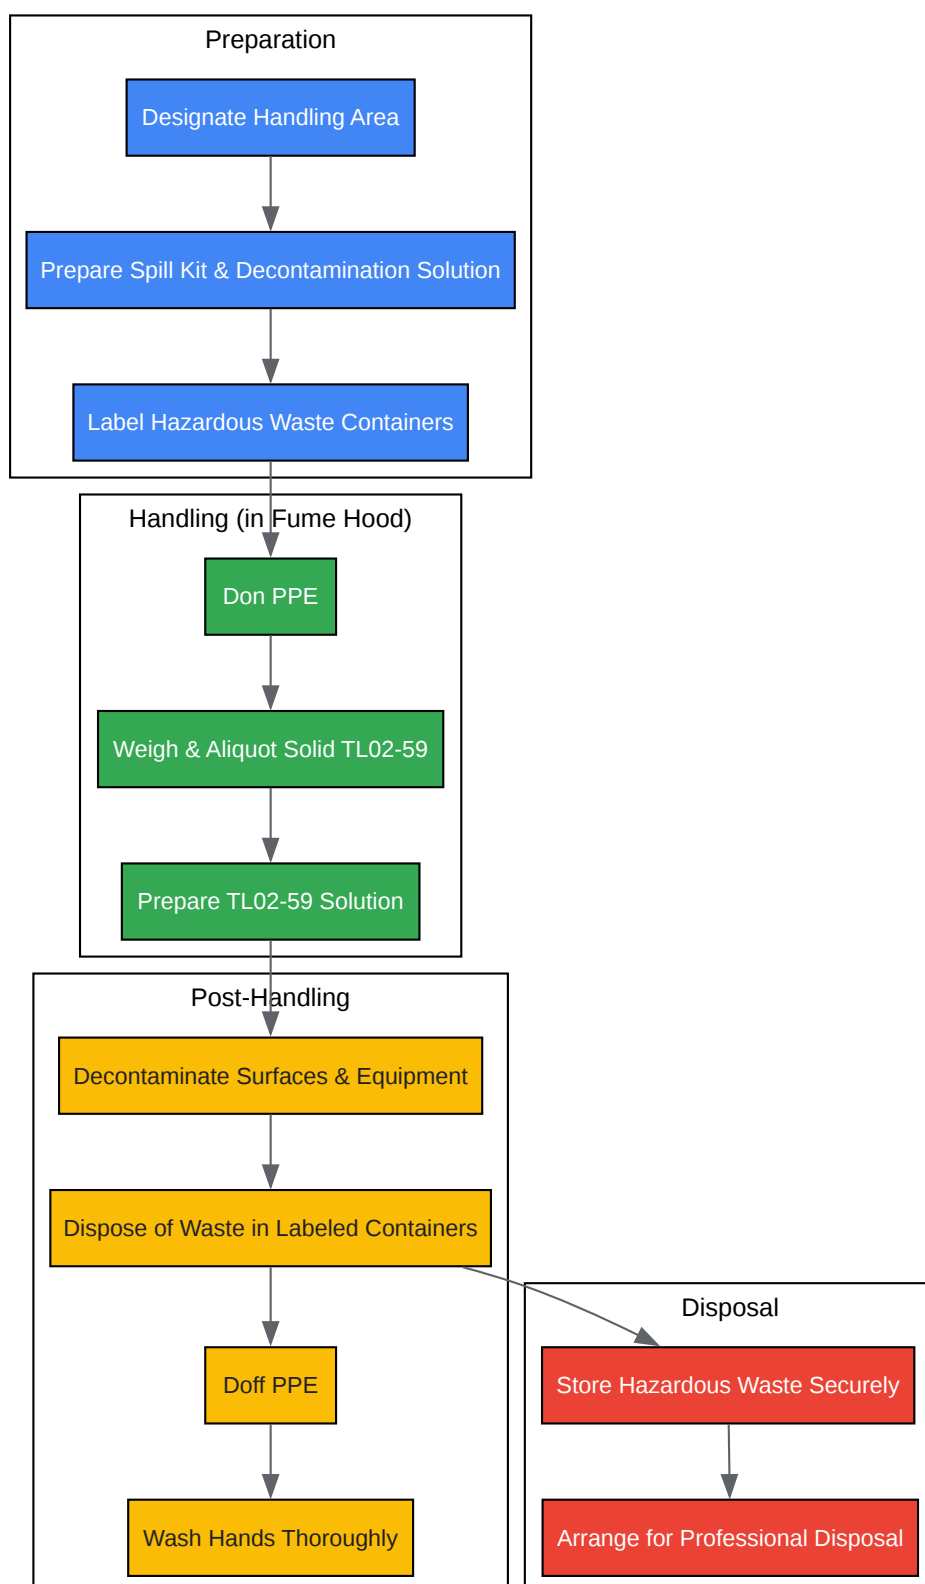 Preparation
Designate Handling Area
Prepare Spill Kit & Decontamination Solution
Label Hazardous Waste Containers
Handling (in Fume Hood)
Don PPE
Weigh & Aliquot Solid TL02-59
Prepare TL02-59 Solution
Post-Handling
Decontaminate Surfaces & Equipment
Dispose of Waste in Labeled Containers
Doff PPE
Wash Hands Thoroughly
Disposal
Store Hazardous Waste Securely
Arrange for Professional Disposal